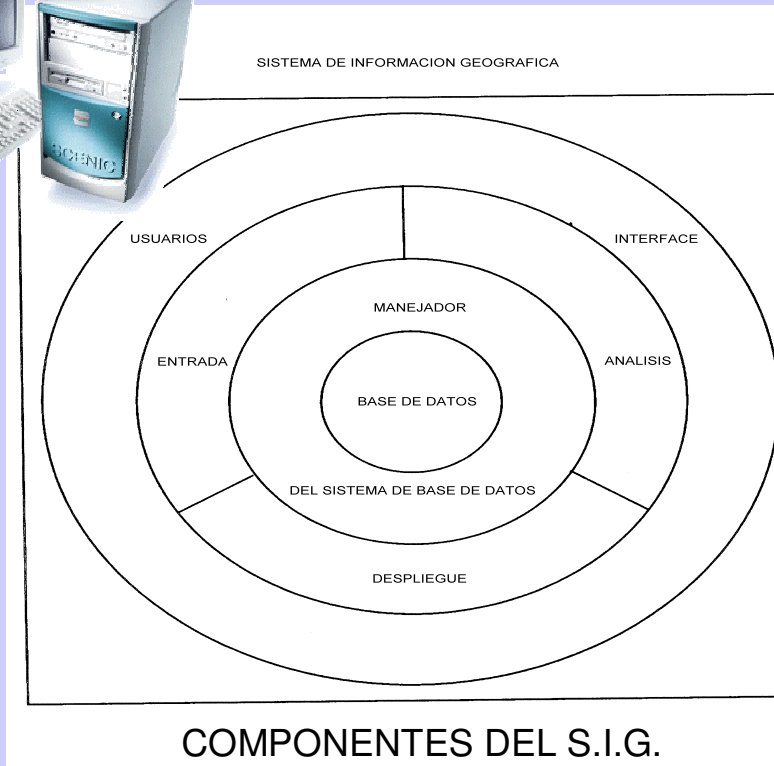 SISTEMA DE INFORMACION GEOGRAFICA
SCENIC
USUARIOS
INTERFACE
MANEJADOR
ENTRADA
ANALISIS
BASE DE DATOS
DEL SISTEMA DE BASE DE DATOS
DESPLIEGUE
COMPONENTES DEL S.I.G.